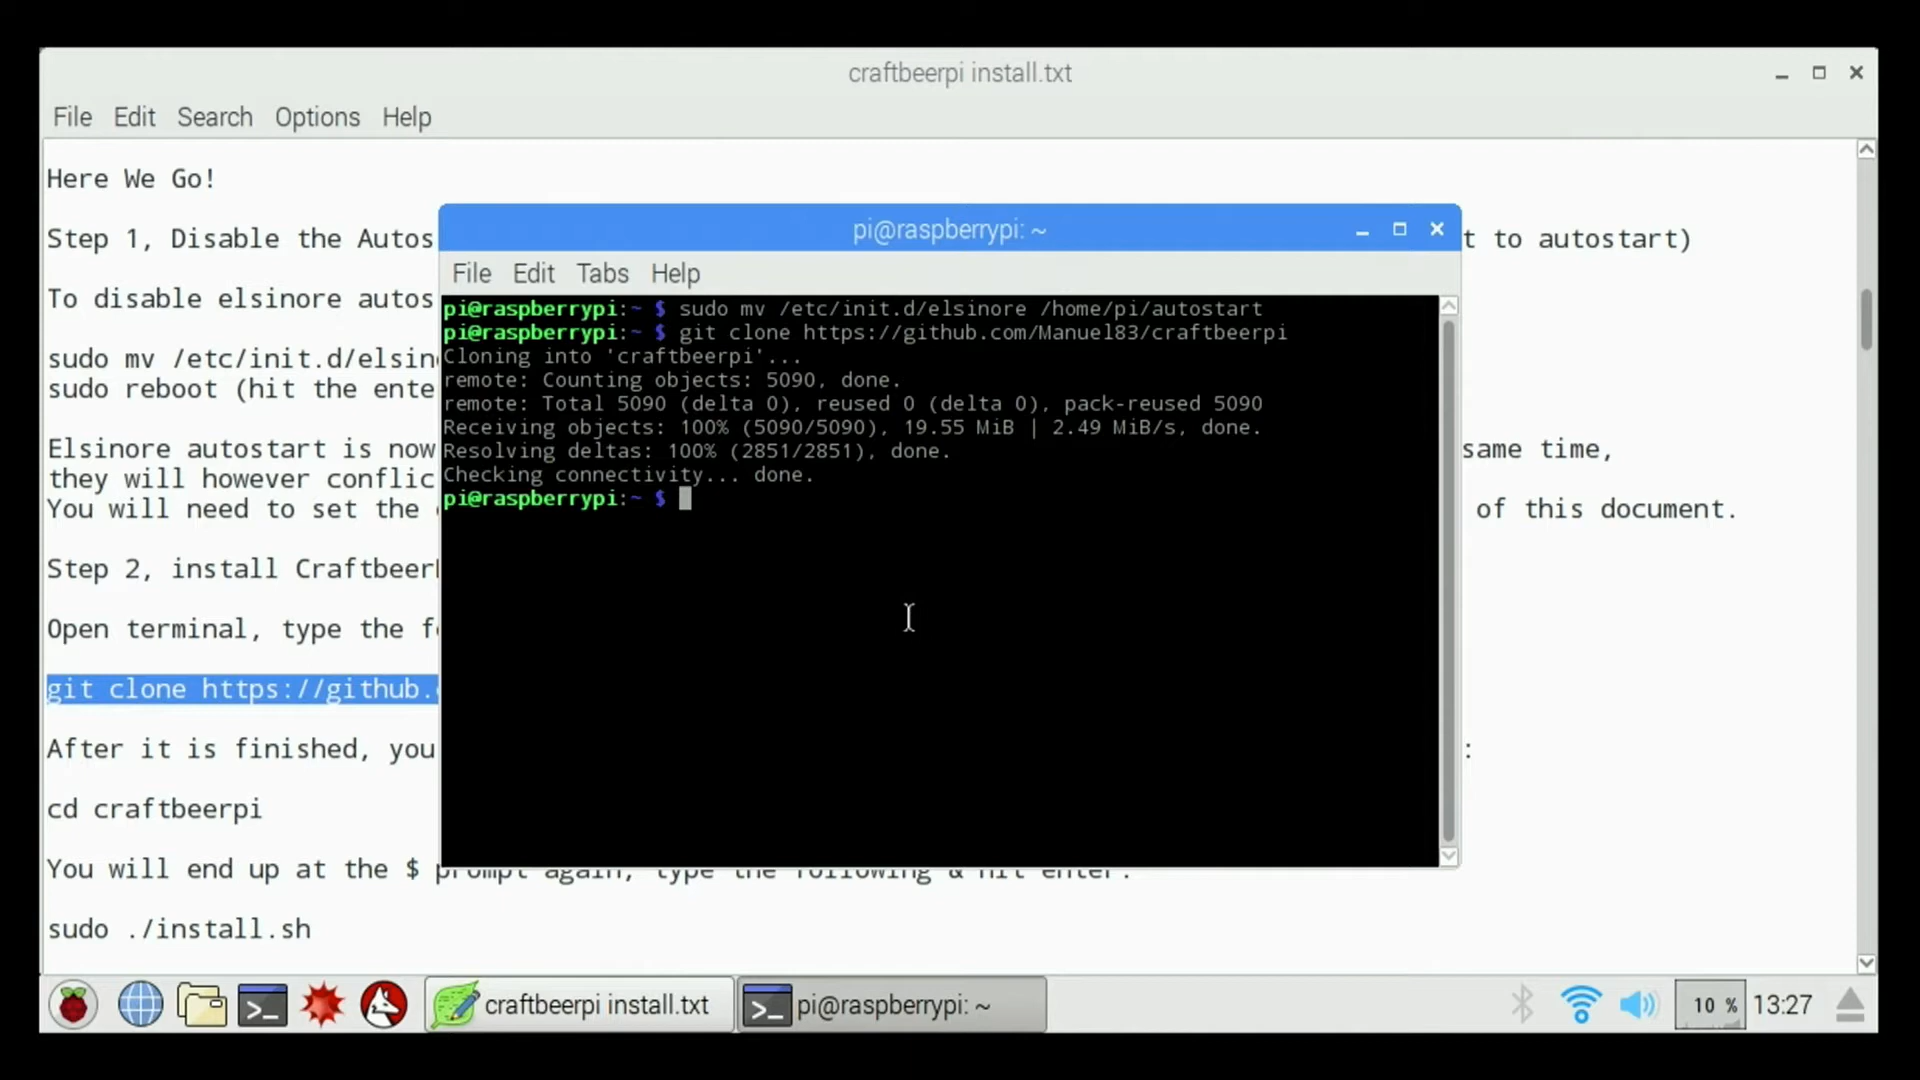 craftbeerpi install.txt
File Edit Search Options Help
Here We Go!
Step 1, Disable the Autos t to autostart)
To disable elsinore autos
sudo mv /etc/init.d/elsin
sudo reboot (hit the ente
Elsinore autostart is now same time,
they will however conflic
You will need to set the of this document.
Step 2, install Craftbeer
Open terminal, type the f
git clone https://github.
After it is finished, you :
cd craftbeerpi
You will end up at the $ prompt again, type the following & hit enter:
sudo ./install.sh
pi@raspberrypi: ~
File Edit Tabs Help
pi@raspberrypi:~ $ sudo mv /etc/init.d/elsinore /home/pi/autostart
pi@raspberrypi:~ $ git clone https://github.com/Manuel83/craftbeerpi
Cloning into 'craftbeerpi'...
remote: Counting objects: 5090, done.
remote: Total 5090 (delta 0), reused 0 (delta 0), pack-reused 5090
Receiving objects: 100% (5090/5090), 19.55 MiB | 2.49 MiB/s, done.
Resolving deltas: 100% (2851/2851), done.
Checking connectivity... done.
pi@raspberrypi:~ $
craftbeerpi install.txt pi@raspberrypi: ~ 10 % 13:27